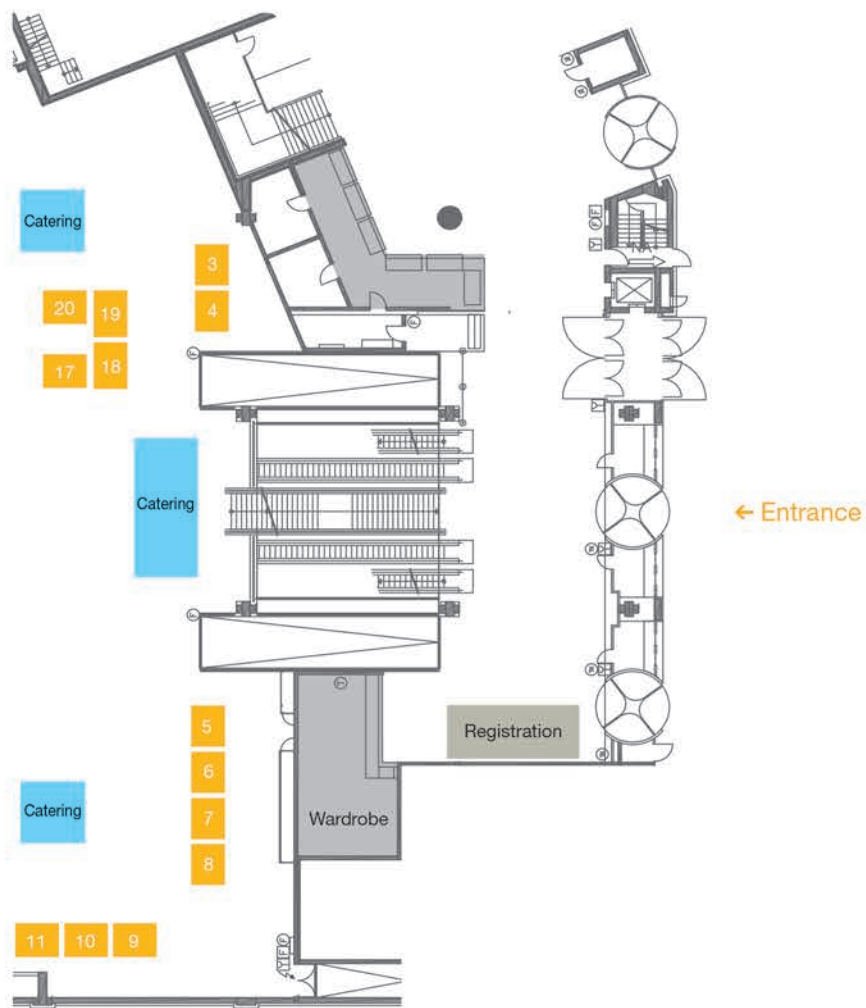 NA
Catering
3
4
20
19
17
18
Catering
← Entrance
5
6
7
8
Registration
Catering
Wardrobe
11
10
9
F
F
Y
F
F
Y
F
F
Y
F
F